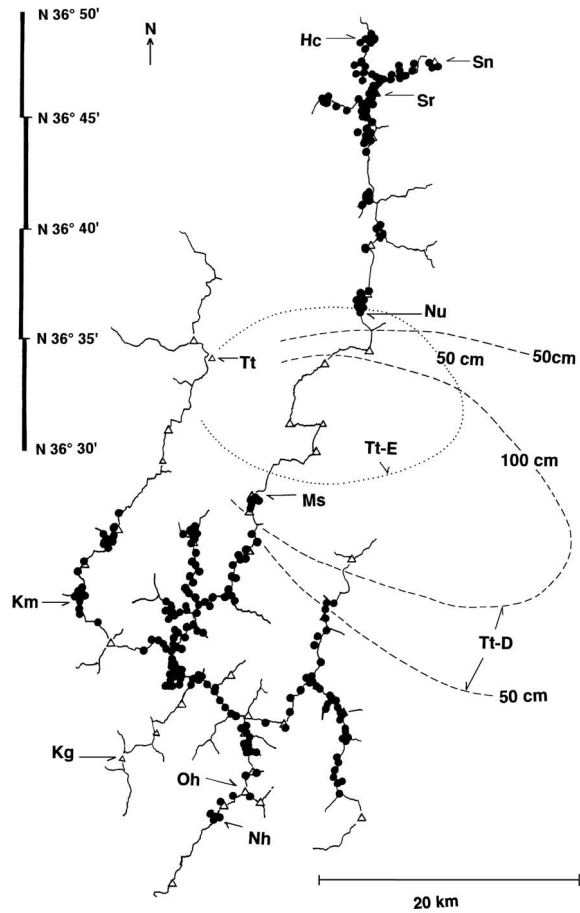 N 36° 50'
N
Hc
Sn
Sr
N 36° 45'
N 36° 40'
Nu
N 36° 35'
Tt
50 cm
50cm
N 36° 30'
Tt-E
100 cm
Ms
Km
Tt-D
50 cm
Kg
Oh
Nh
20 km